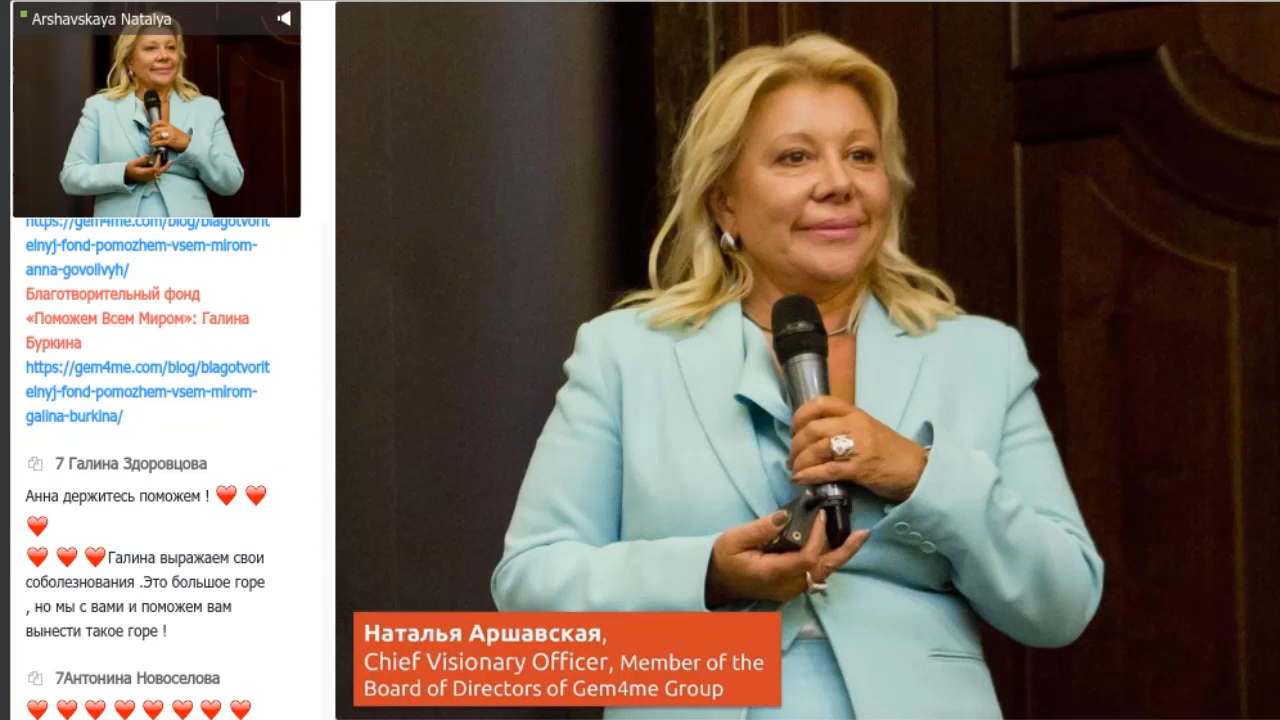 Arshavskaya Natalya
https://gem4me.com/blog/blagotvorit
elnyj-fond-pomozhem-vsem-mirom-
anna-govolivyh/
Благотворительный фонд
«Поможем Всем Миром»: Галина
Буркина
https://gem4me.com/blog/blagotvorit
elnyj-fond-pomozhem-vsem-mirom-
galina-burkina/
7 Галина Здоровцова
Анна держитесь поможем !
Галина выражаем свои
соболезнования .Это большое горе
, но мы с вами и поможем вам
вынести такое горе !
7Антонина Новоселова
Наталья Аршавская,
Chief Visionary Officer, Member of the
Board of Directors of Gem4me Group